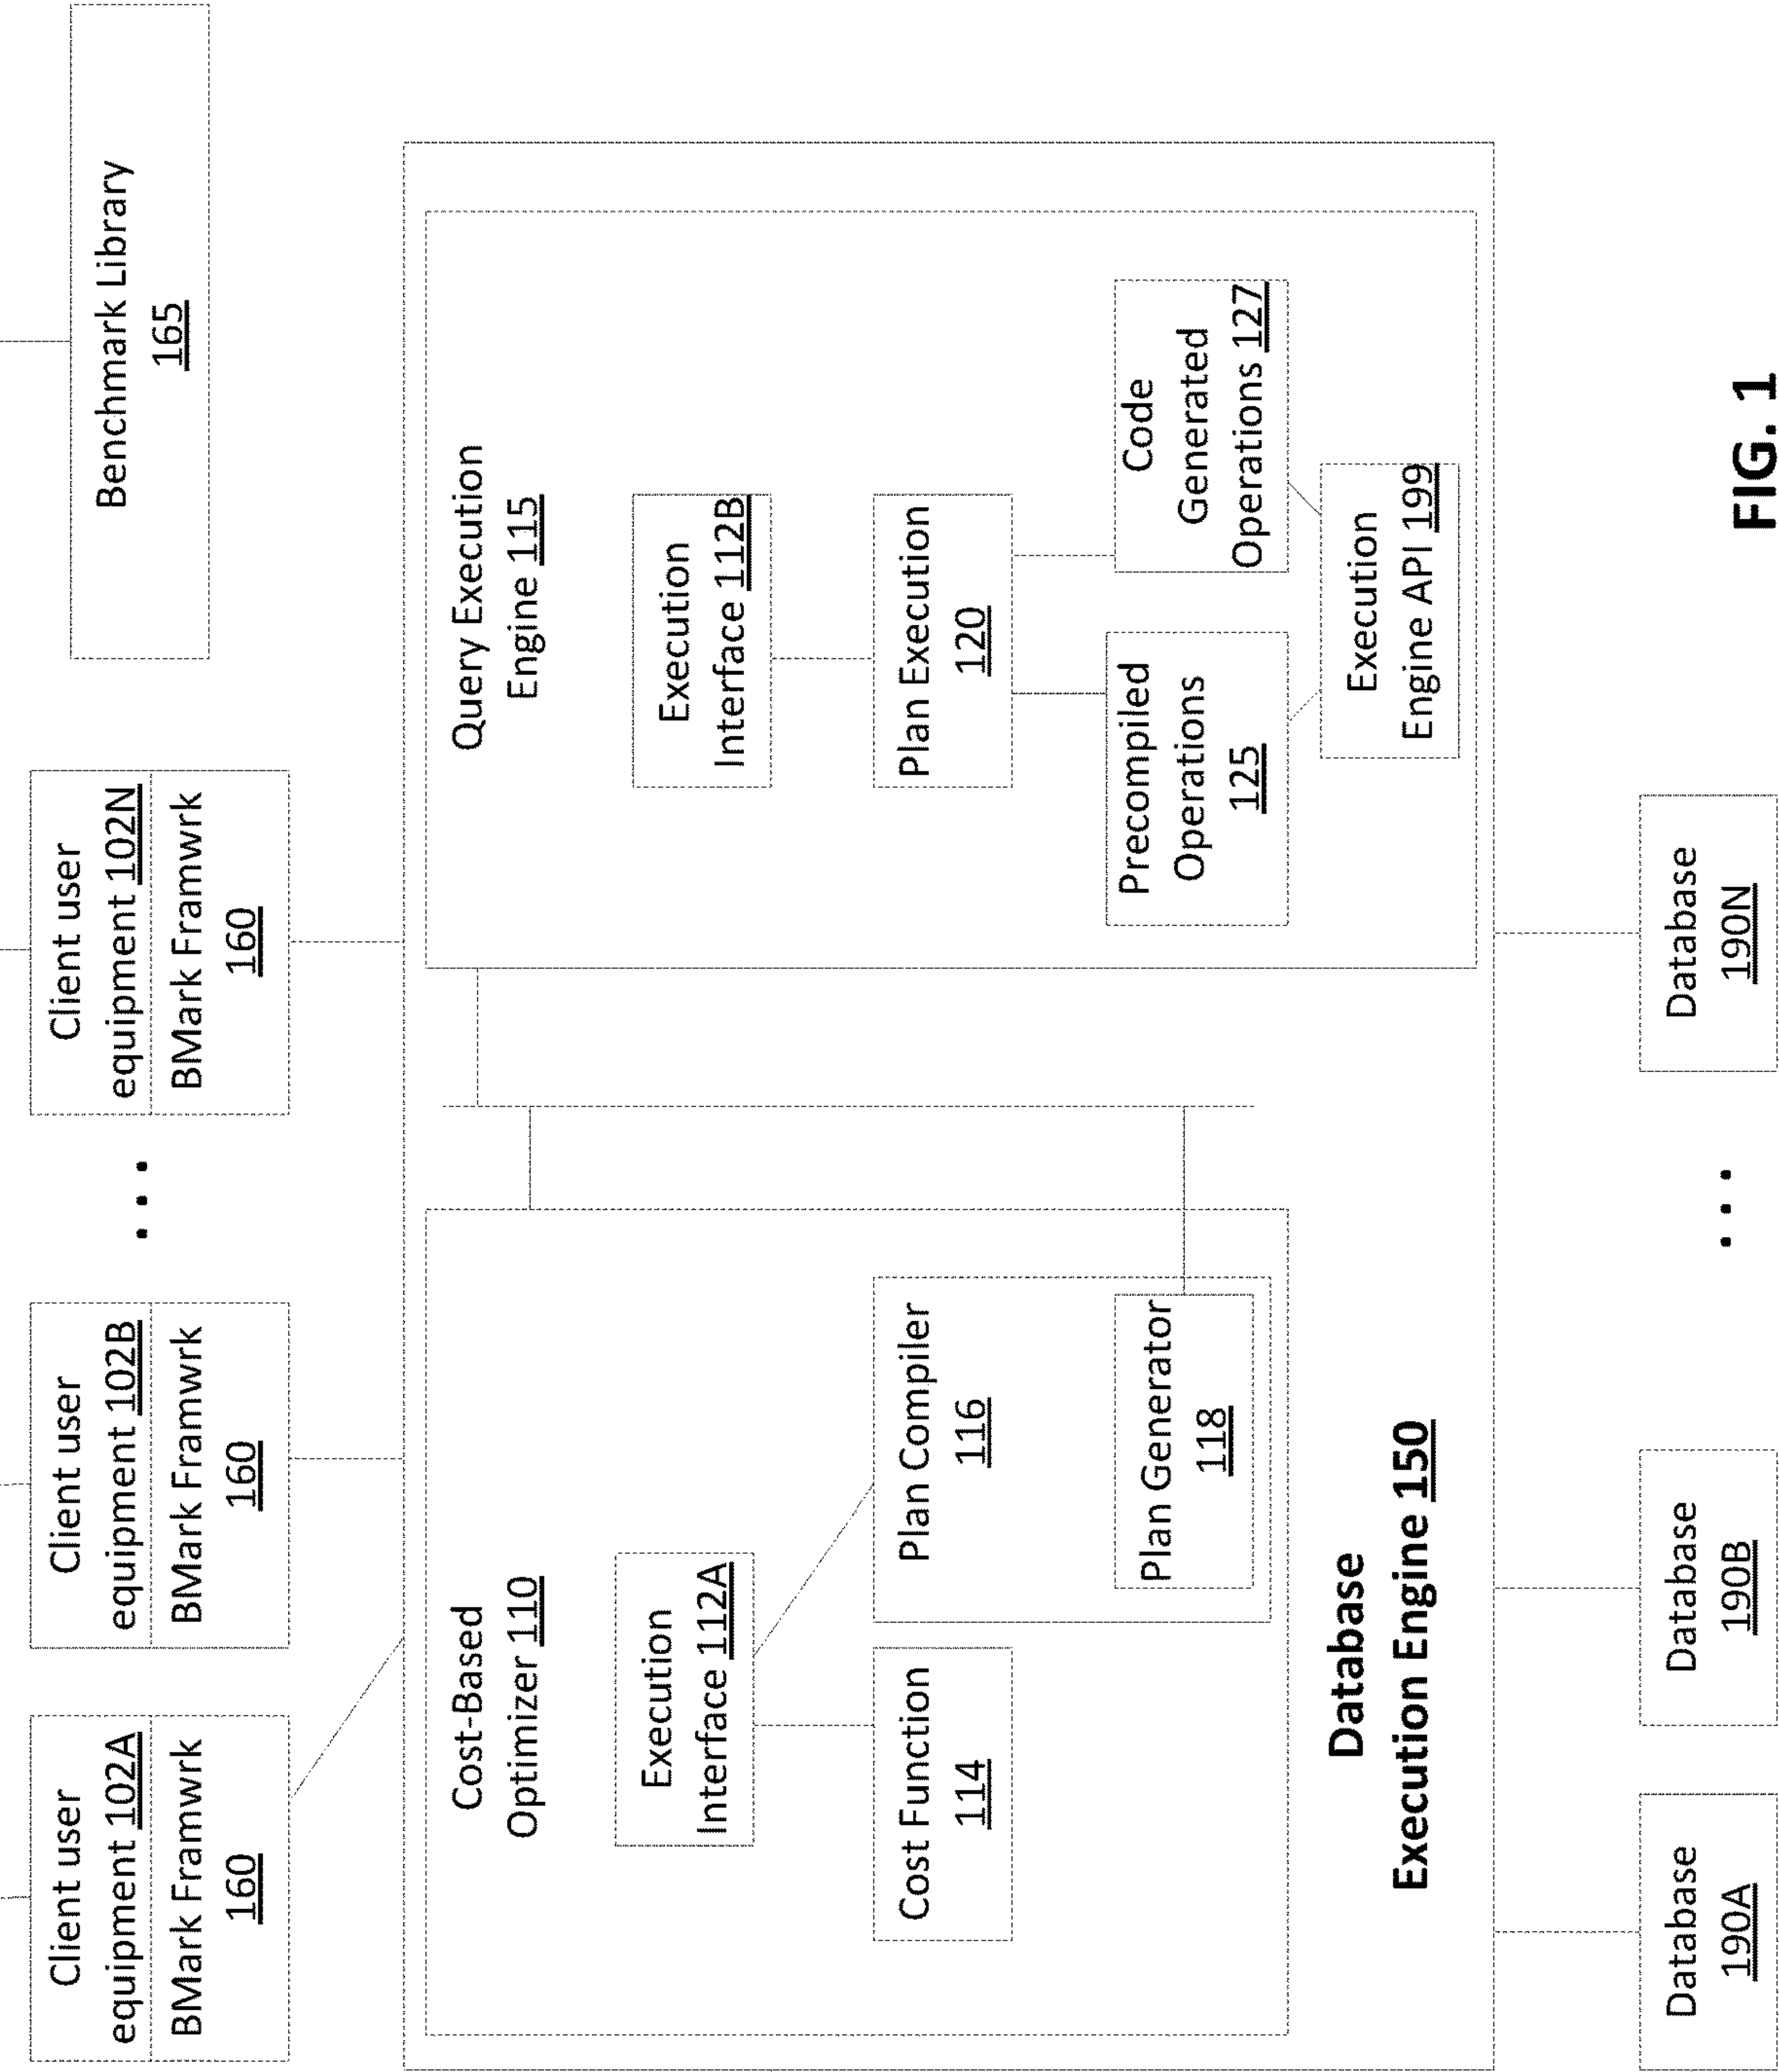 Client user
equipment 102A
BMark Framwrk
160
Client user
equipment 102B
BMark Framwrk
160
• • •
Client user
equipment 102N
BMark Framwrk
160
Benchmark Library
165
Cost-Based
Optimizer 110
Execution
Interface 112A
Cost Function
114
Plan Compiler
116
Plan Generator
118
Query Execution
Engine 115
Execution
Interface 112B
Plan Execution
120
Precompiled
Operations
125
Code
Generated
Operations 127
Execution
Engine API 199
Database
Execution Engine 150
Database
190A
Database
190B
• • •
Database
190N
FIG. 1